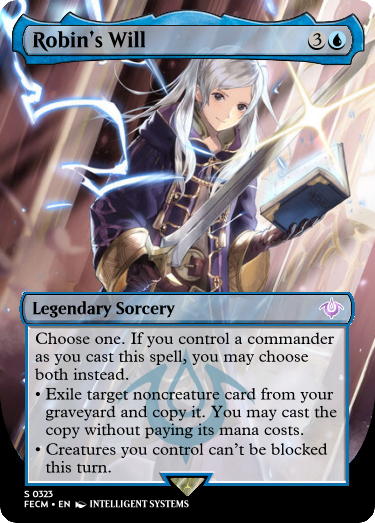 Robin's Will 3
Legendary Sorcery
Choose one. If you control a commander
as you cast this spell, you may choose
both instead.
• Exile target noncreature card from your
graveyard and copy it. You may cast the
copy without paying its mana costs.
• Creatures you control can't be blocked
this turn.
S 0323
FECM • EN INTELLIGENT SYSTEMS